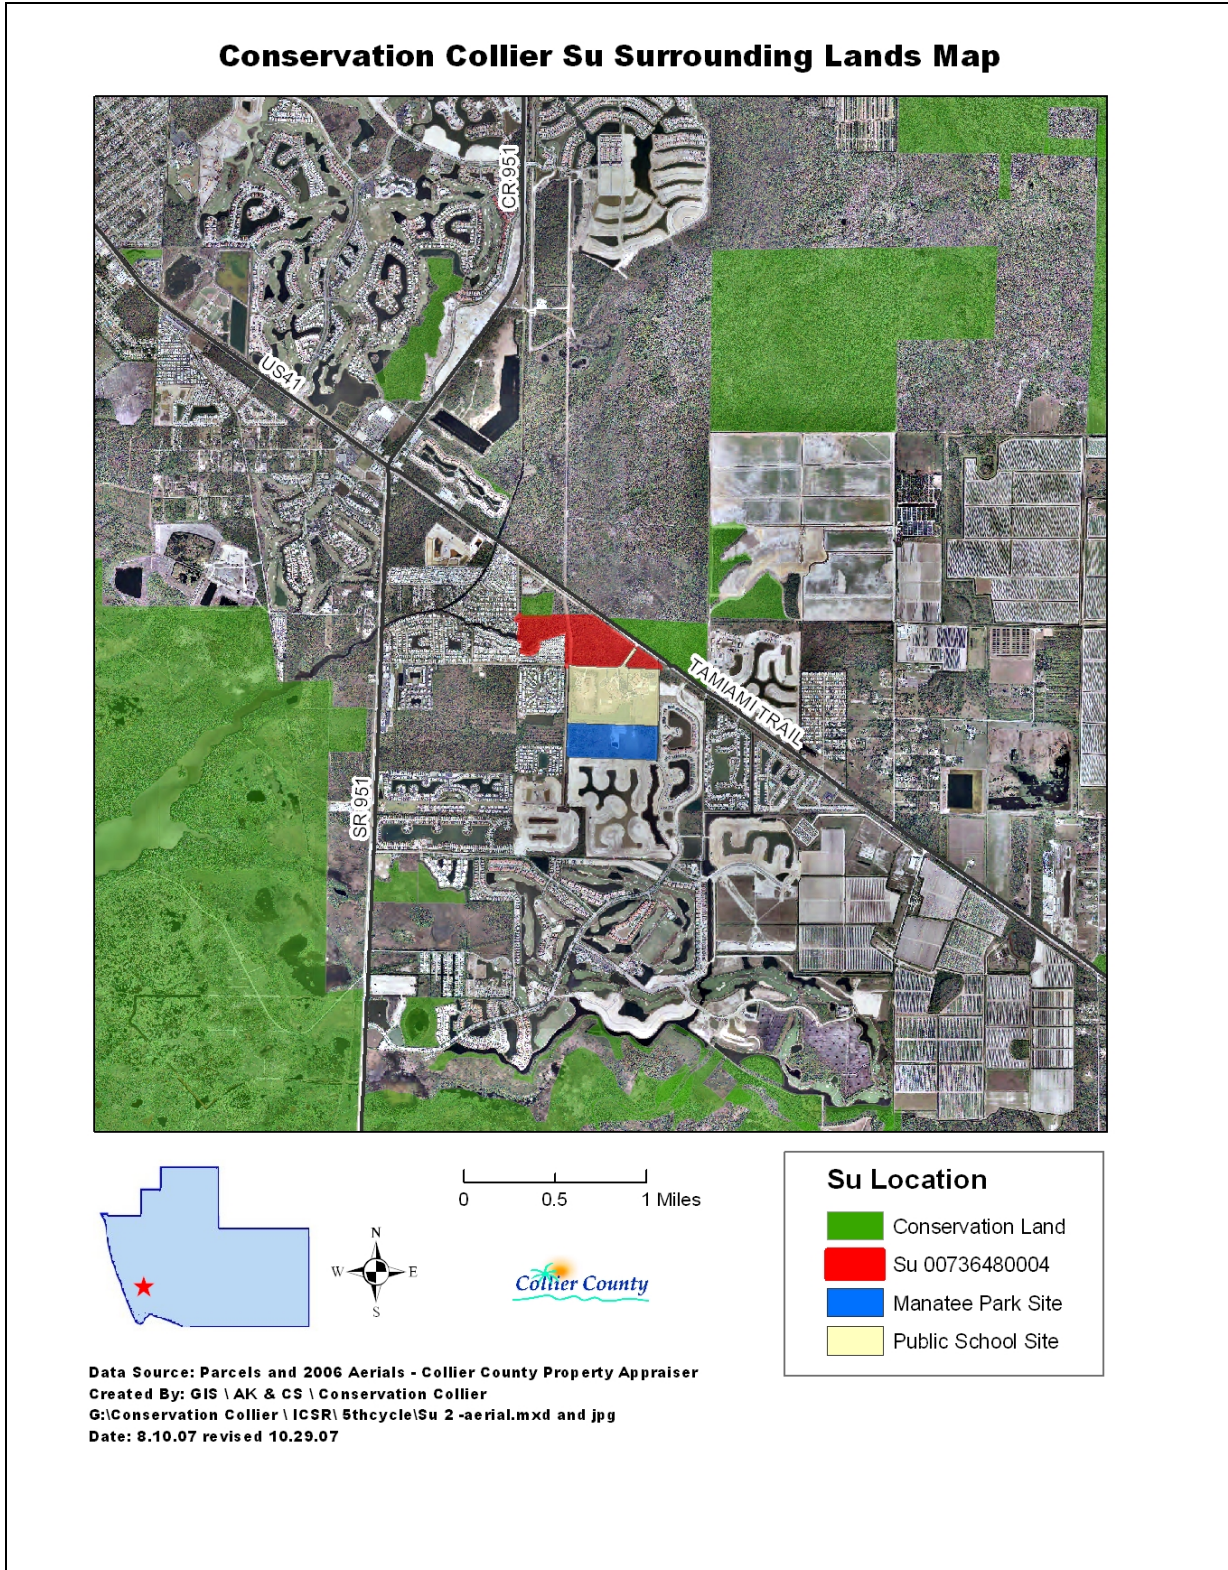 Conservation Collier Su Surrounding Lands Map
CR 951
US41
TAMIAMI TRAIL
SR 951
0 0.5 1 Miles
N
W E
S
Collier County
Su Location
Conservation Land
Su 00736480004
Manatee Park Site
Public School Site
Data Source: Parcels and 2006 Aerials - Collier County Property Appraiser
Created By: GIS \ AK & CS \ Conservation Collier
G:\Conservation Collier \ ICSR\ 5thcycle\Su 2 -aerial.mxd and jpg
Date: 8.10.07 revised 10.29.07